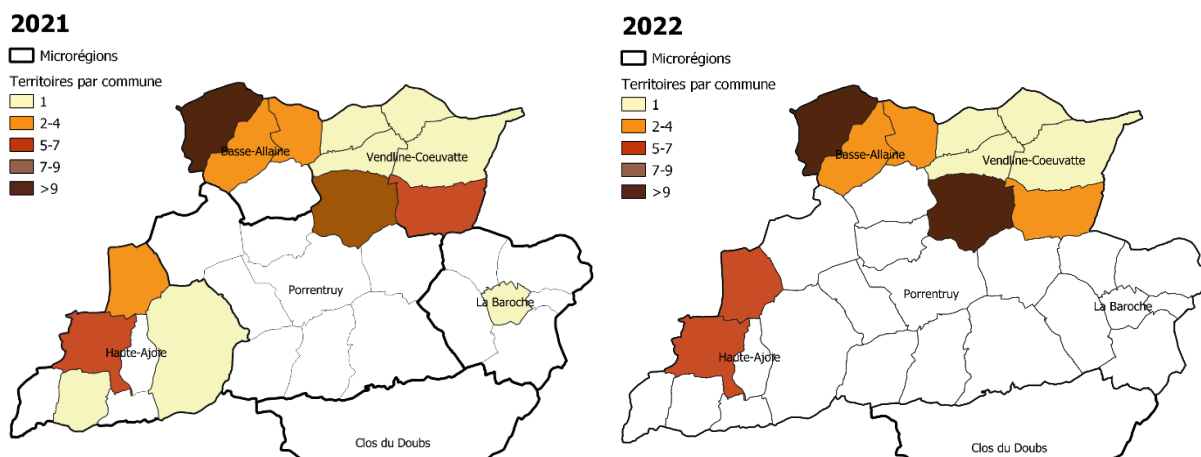 2021
Microrégions
Territoires par commune
1
2-4
5-7
7-9
>9
Basse-Allaine
Vendline-Coeuvatte
Porrentruy
La Baroche
Haute-Ajoie
Clos du Doubs
2022
Microrégions
Territoires par commune
1
2-4
5-7
7-9
>9
Basse-Allaine
Vendline-Coeuvatte
Porrentruy
La Baroche
Haute-Ajoie
Clos du Doubs